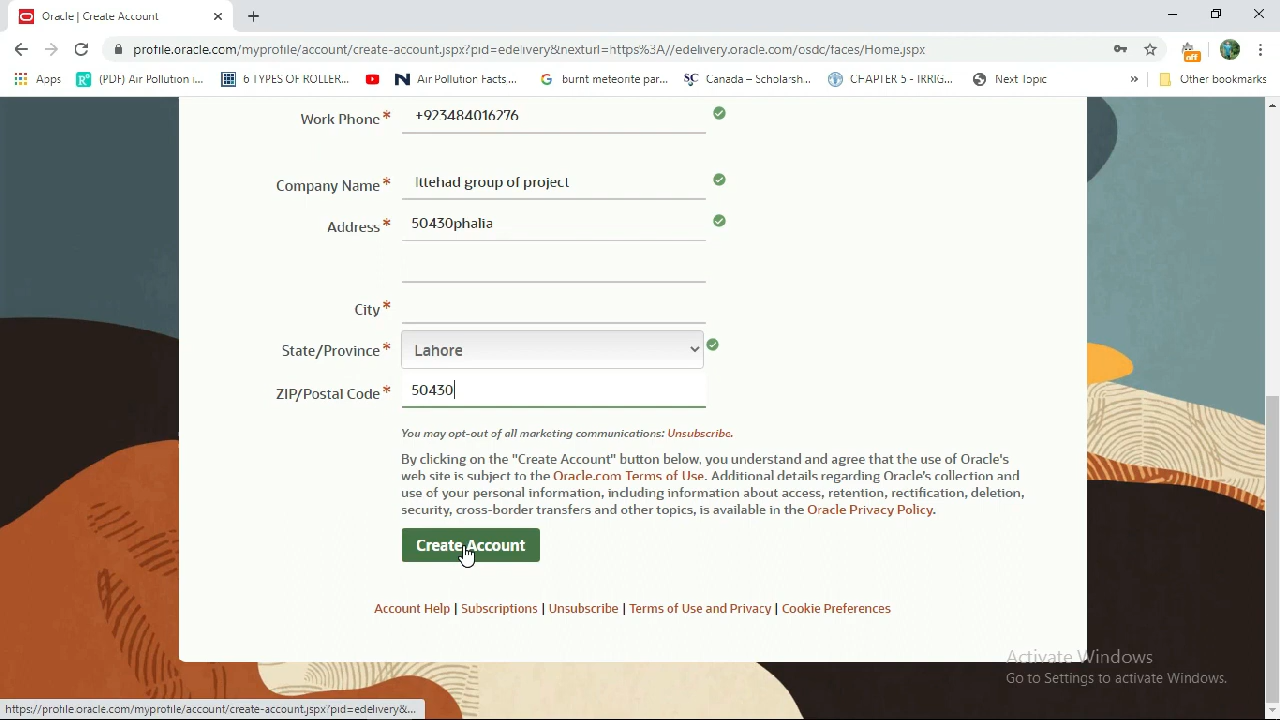 Oracle | Create Account
profile.oracle.com/myprofile/account/create-account.jspx?pid=edelivery&nexturl=https%3A//edelivery.oracle.com/osdc/faces/Home.jspx
off
Apps (PDF) Air Pollution I... 6 TYPES OF ROLLER... Air Pollution Facts,... burnt meteorite par... Canada – Scholarsh... CHAPTER 5 - IRRIG... Next Topic » Other bookmarks
Work Phone* +923484016276
Company Name* Ittehad group of project
Address* 50430phalia
City*
State/Province* Lahore
ZIP/Postal Code* 50430
You may opt-out of all marketing communications: Unsubscribe.
By clicking on the "Create Account" button below, you understand and agree that the use of Oracle's
web site is subject to the Oracle.com Terms of Use. Additional details regarding Oracle's collection and
use of your personal information, including information about access, retention, rectification, deletion,
security, cross-border transfers and other topics, is available in the Oracle Privacy Policy.
Create Account
Account Help | Subscriptions | Unsubscribe | Terms of Use and Privacy | Cookie Preferences
Activate Windows
Go to Settings to activate Windows.
https://profile.oracle.com/myprofile/account/create-account.jspx?pid=edelivery&...